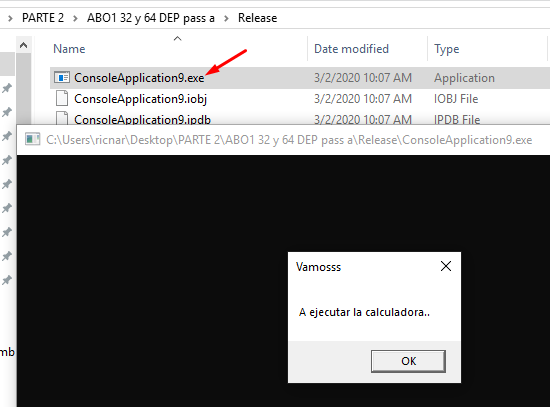 PARTE 2 > ABO1 32 y 64 DEP pass a > Release
Name Date modified Type
ConsoleApplication9.exe 3/2/2020 10:07 AM Application
ConsoleApplication9.iobj 3/2/2020 10:07 AM IOBJ File
ConsoleApplication9.ipdb 3/2/2020 10:07 AM IPDB File
C:\Users\ricnar\Desktop\PARTE 2\ABO1 32 y 64 DEP pass a\Release\ConsoleApplication9.exe
Vamosss
A ejecutar la calculadora..
OK
mb